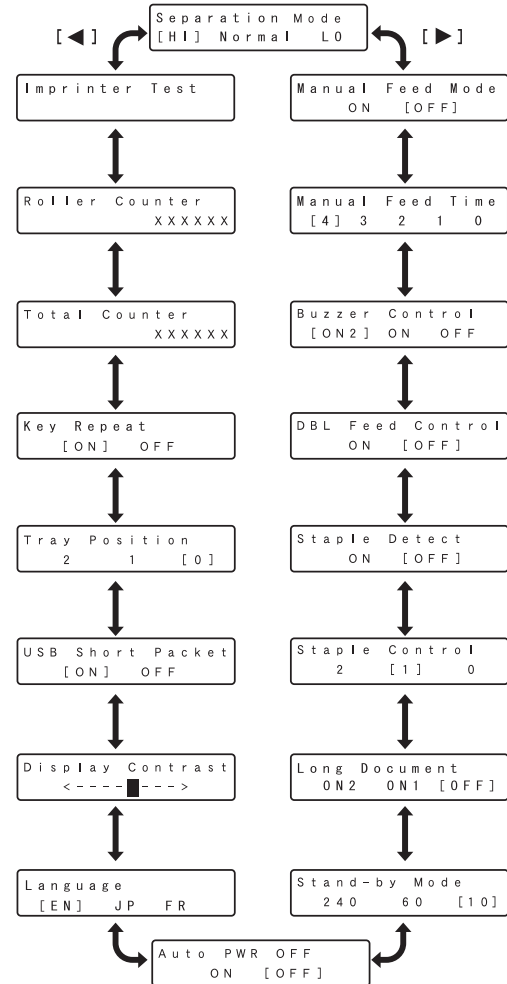 Separation Mode
[HI] Normal LO
[◀]
[▶]
Imprinter Test
Roller Counter
XXXXXX
Total Counter
XXXXXX
Key Repeat
[ON] OFF
Tray Position
2 1 [0]
USB Short Packet
[ON] OFF
Display Contrast
<----█--->
Language
[EN] JP FR
Manual Feed Mode
ON [OFF]
Manual Feed Time
[4] 3 2 1 0
Buzzer Control
[ON2] ON OFF
DBL Feed Control
ON [OFF]
Staple Detect
ON [OFF]
Staple Control
2 [1] 0
Long Document
ON2 ON1 [OFF]
Stand-by Mode
240 60 [10]
Auto PWR OFF
ON [OFF]